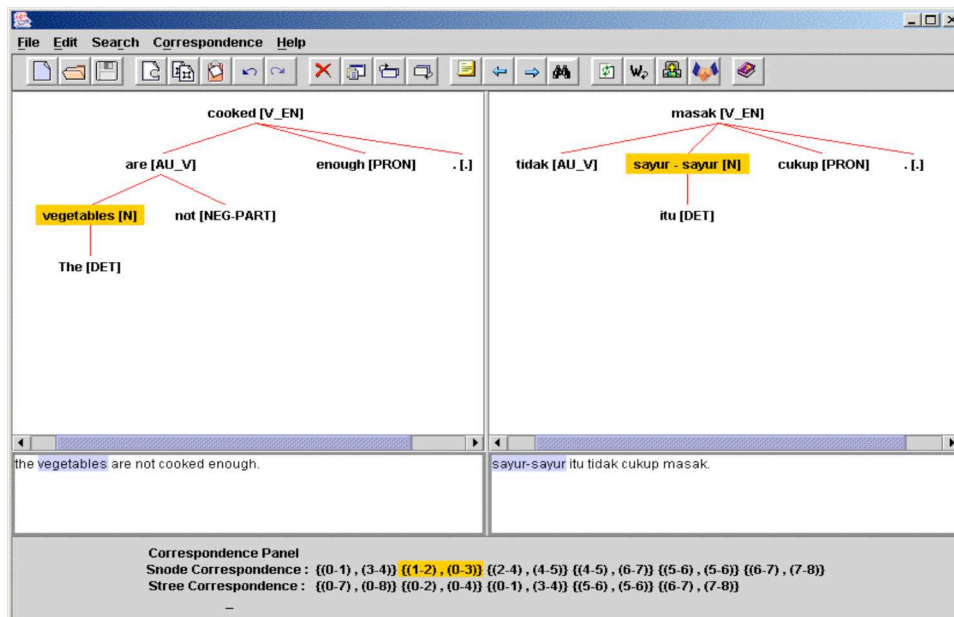 File Edit Search Correspondence Help
cooked [V_EN]
are [AU_V] enough [PRON] . [.]
vegetables [N] not [NEG-PART]
The [DET]
masak [V_EN]
tidak [AU_V] sayur - sayur [N] cukup [PRON] . [.]
itu [DET]
the vegetables are not cooked enough.
sayur-sayur itu tidak cukup masak.
Correspondence Panel
Snode Correspondence : {(0-1) , (3-4)} {(1-2) , (0-3)} {(2-4) , (4-5)} {(4-5) , (6-7)} {(5-6) , (5-6)} {(6-7) , (7-8)}
Stree Correspondence : {(0-7) , (0-8)} {(0-2) , (0-4)} {(0-1) , (3-4)} {(5-6) , (5-6)} {(6-7) , (7-8)}